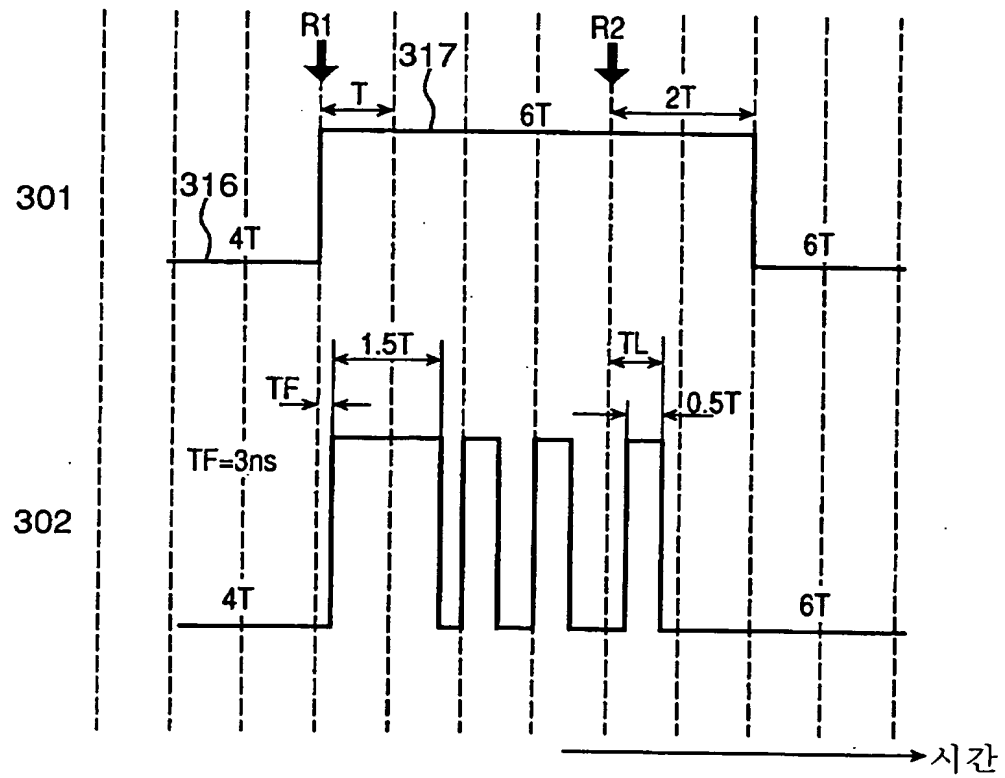 R1
R2
317
T
6T
2T
301
316
4T
6T
1.5T
TL
TF
0.5T
TF=3ns
302
4T
6T
시간